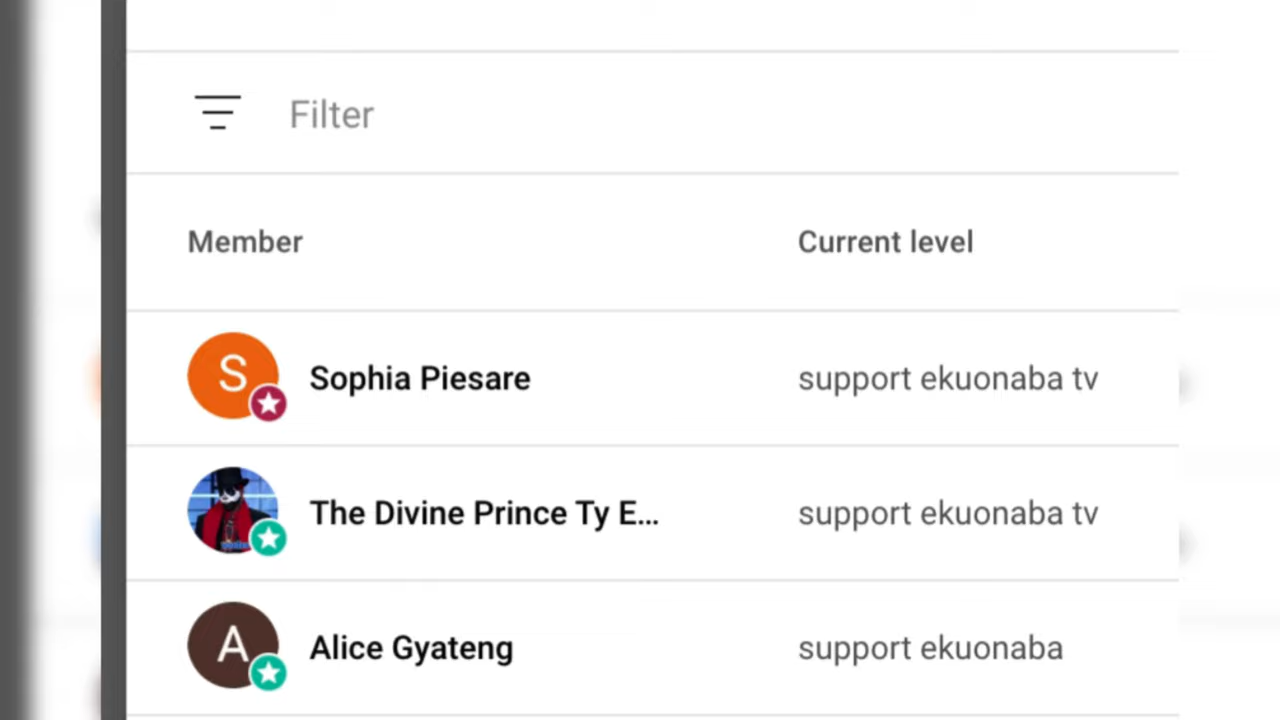 Filter
Member Current level
S Sophia Piesare support ekuonaba tv
The Divine Prince Ty E... support ekuonaba tv
A Alice Gyateng support ekuonaba